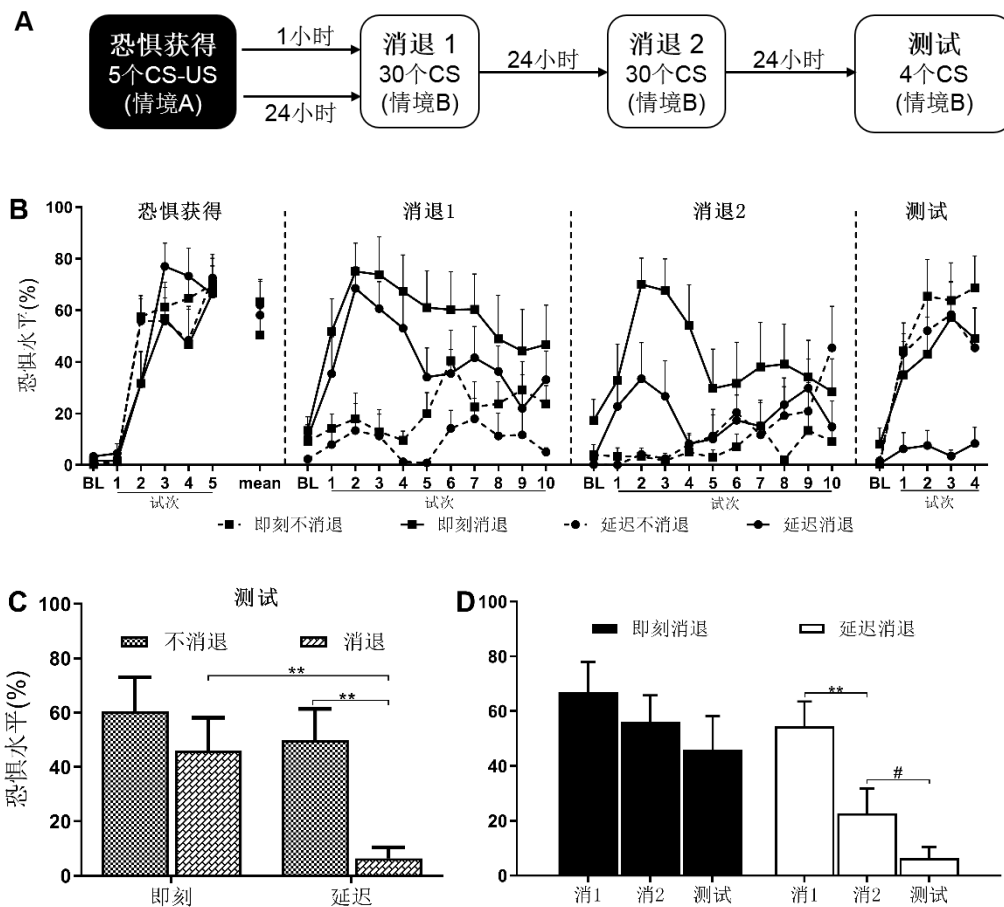 A
恐惧获得
5个CS-US
(情境A)
1小时
24小时
消退 1
30个CS
(情境B)
24小时
消退 2
30个CS
(情境B)
24小时
测试
4个CS
(情境B)
B
恐惧获得
消退1
消退2
测试
恐惧水平(%)
100
80
60
40
20
0
BL 1 2 3 4 5 mean
试次
BL 1 2 3 4 5 6 7 8 9 10
试次
BL 1 2 3 4 5 6 7 8 9 10
试次
BL 1 2 3 4
试次
即刻不消退
即刻消退
延迟不消退
延迟消退
C
测试
不消退
消退
恐惧水平(%)
100
80
60
40
20
0
**
**
即刻
延迟
D
即刻消退
延迟消退
100
80
60
40
20
0
**
#
消1 消2 测试 消1 消2 测试